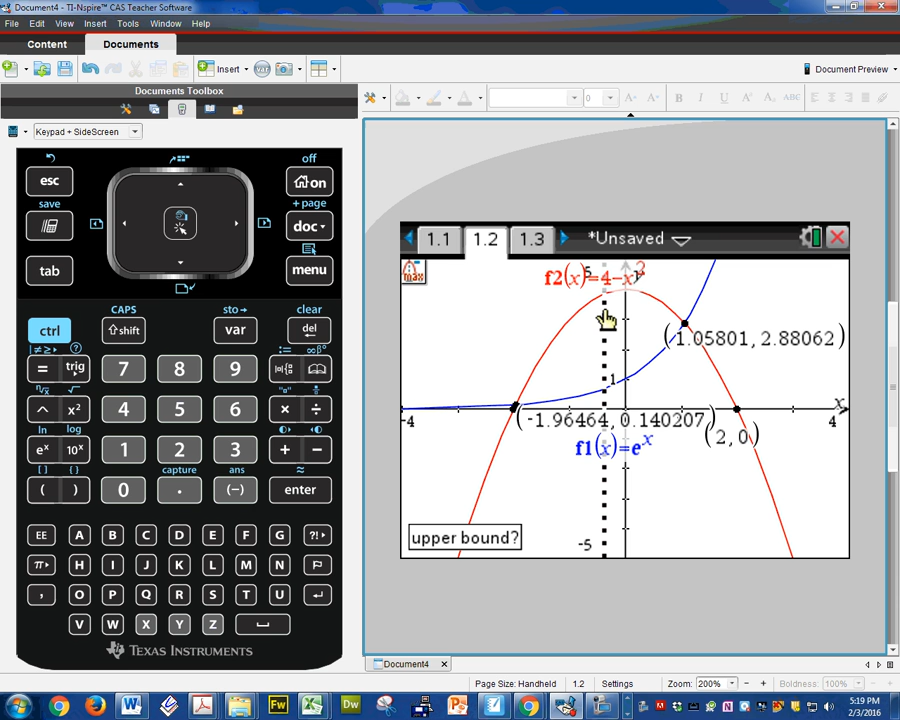 Document4 - TI-Nspire™ CAS Teacher Software
File Edit View Insert Tools Window Help
Content Documents
Insert Document Preview
Documents Toolbox
B I U ABC
Keypad + SideScreen
off
esc on
save + page
doc
tab menu
CAPS sto→ clear
ctrl shift var del
= trig 7 8 9
^ x² 4 5 6 × ÷
ln log
eˣ 10ˣ 1 2 3 + −
[ ] { } capture ans ≈
( ) 0 . (−) enter
EE A B C D E F G ?!
π H I J K L M N
, O P Q R S T U
V W X Y Z
TEXAS INSTRUMENTS
1.1 1.2 1.3 *Unsaved
max
f2(x)=4-x²
5 y
(1.05801, 2.88062)
1
x
-4 4
(-1.96464, 0.140207)
(2,0)
f1(x)=eˣ
upper bound?
-5
Document4
Page Size: Handheld 1.2 Settings Zoom: 200% Boldness: 100%
5:19 PM
2/3/2016